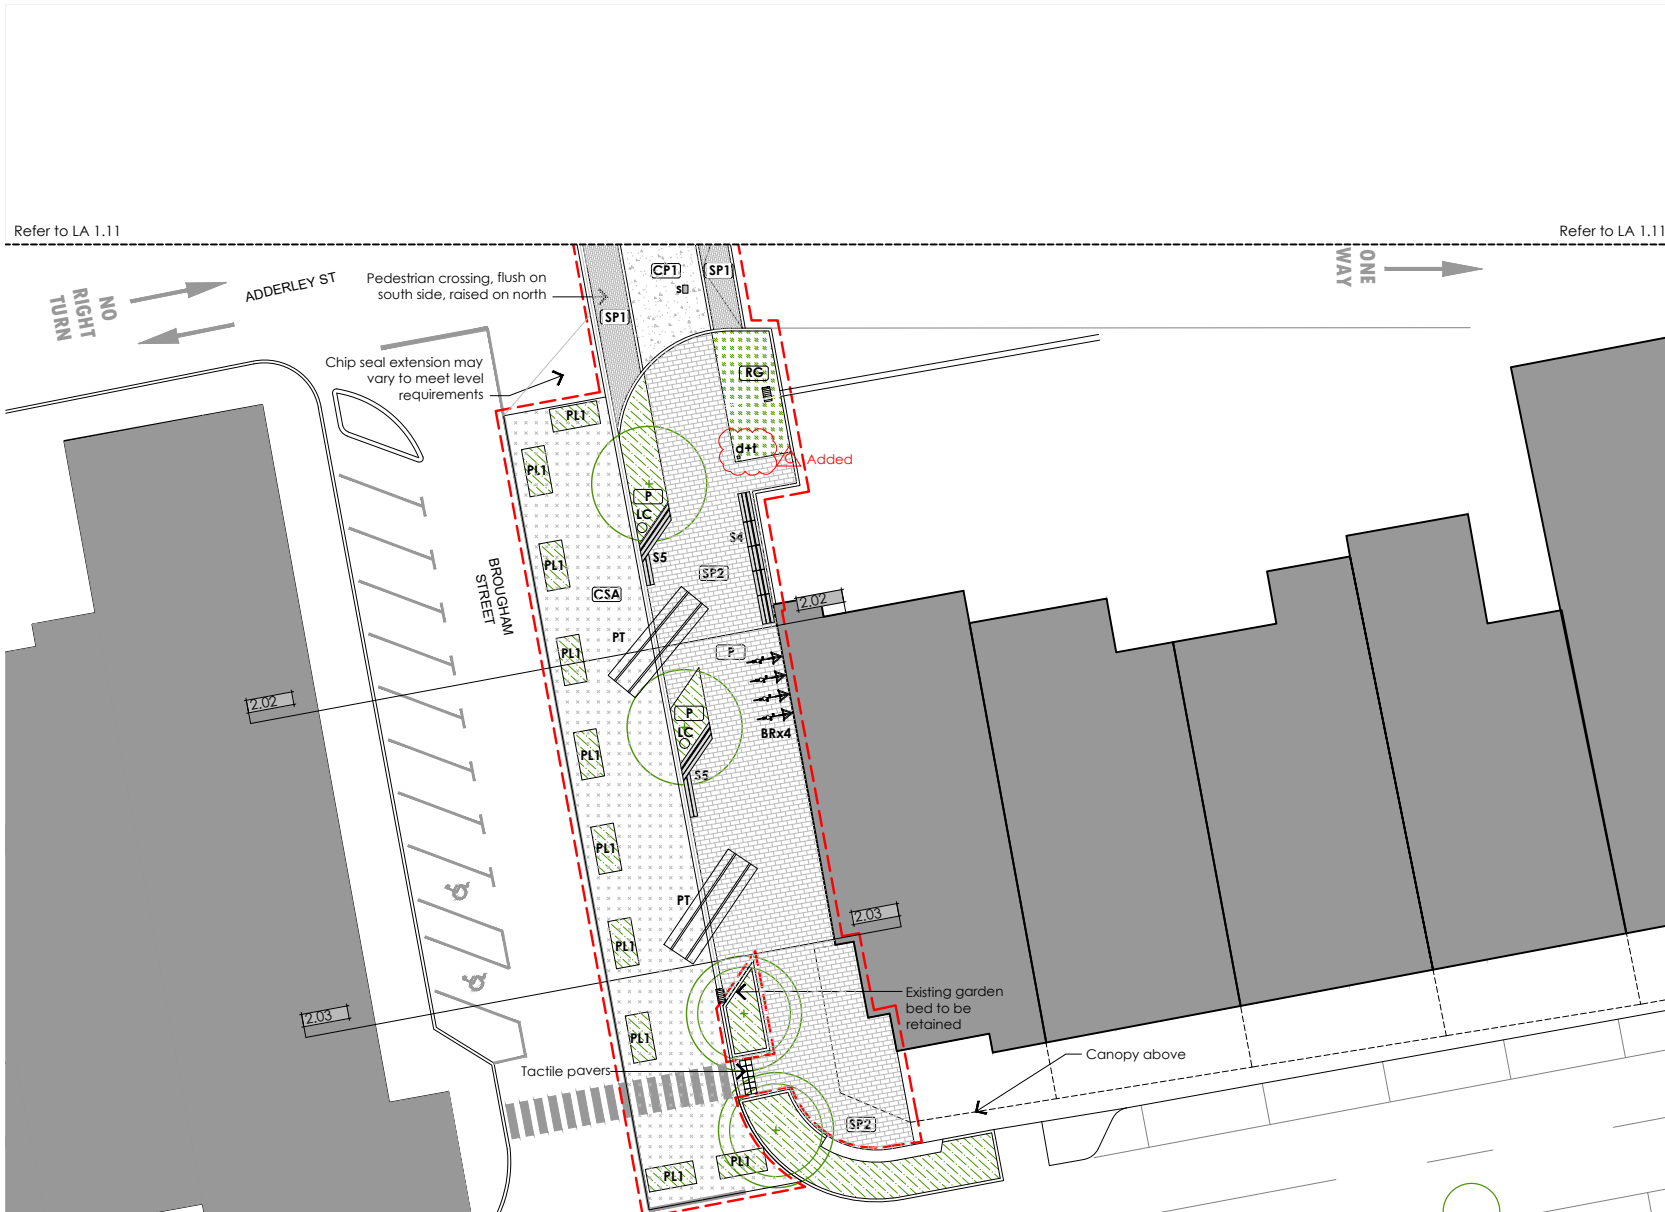 Refer to LA 1.11
Refer to LA 1.11
ONE
WAY
NO
RIGHT
TURN
ADDERLEY ST
Pedestrian crossing, flush on
south side, raised on north
CP1
SP1
s
SP1
Chip seal extension may
vary to meet level
requirements
RG
PL1
d+t
Added
PL1
P
LC
S4
S5
PL1
SP2
BROUGHAM
STREET
CSA
2.02
PT
P
PL1
2.02
P
LC
BRx4
PL1
S5
PL1
PT
2.03
PL1
Existing garden
bed to be
retained
2.03
PL1
Canopy above
Tactile pavers
SP2
PL1
PL1